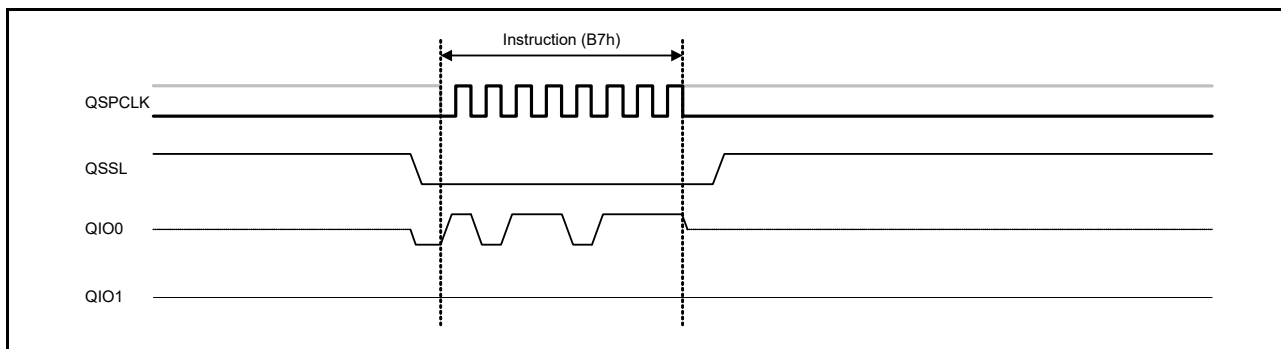 Instruction (B7h)
QSPCLK
QSSL
QIO0
QIO1